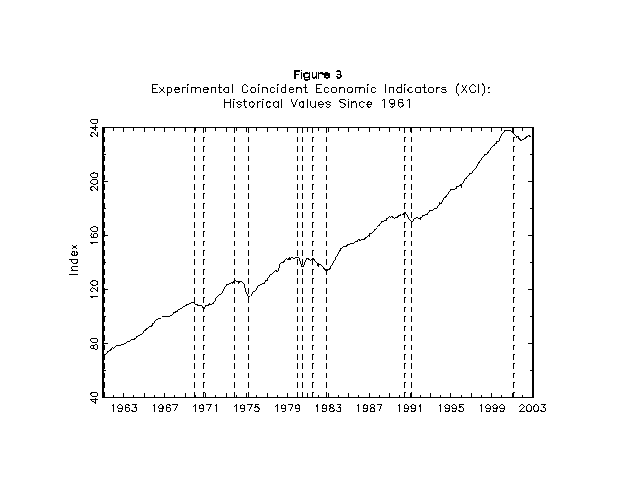 Figure 3
Experimental Coincident Economic Indicators (XCI):
Historical Values Since 1961
240
200
160
120
80
40
Index
1963 1967 1971 1975 1979 1983 1987 1991 1995 1999 2003